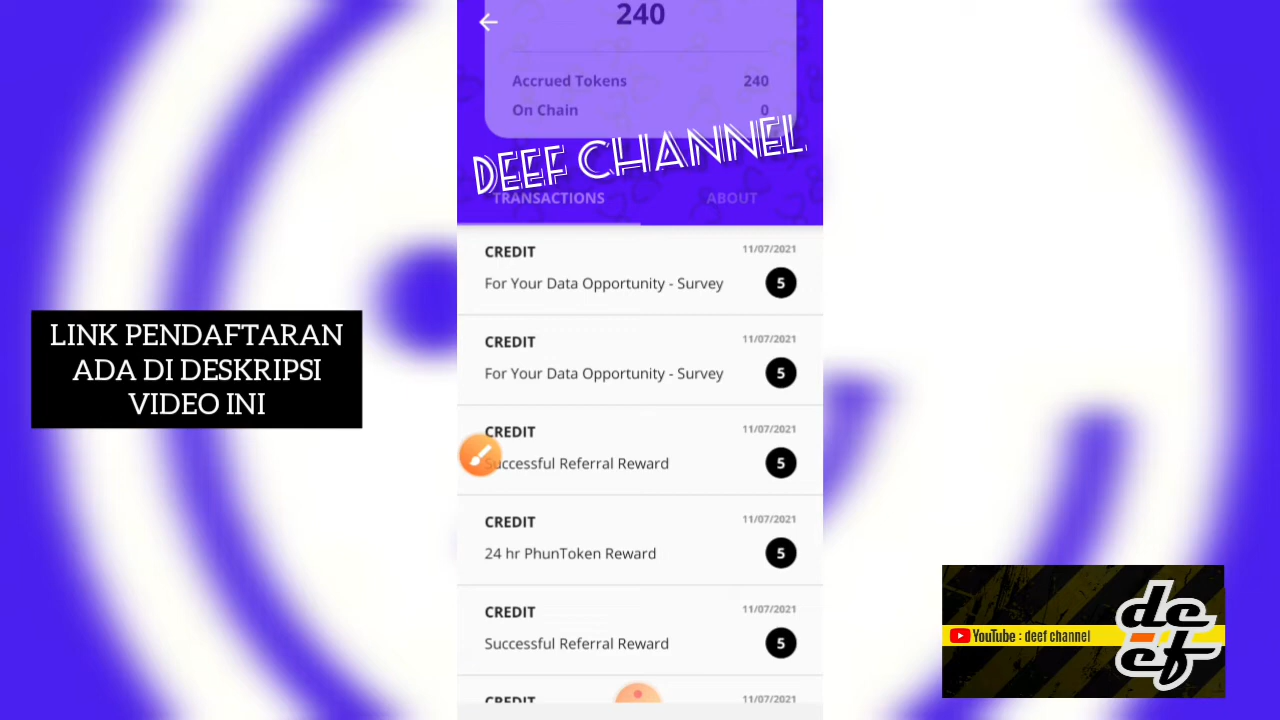 240
Accrued Tokens 240
On Chain 0
DEEF CHANNEL
TRANSACTIONS ABOUT
CREDIT 11/07/2021
For Your Data Opportunity - Survey 5
CREDIT 11/07/2021
For Your Data Opportunity - Survey 5
CREDIT 11/07/2021
Successful Referral Reward 5
CREDIT 11/07/2021
24 hr PhunToken Reward 5
CREDIT 11/07/2021
Successful Referral Reward 5
CREDIT 11/07/2021
LINK PENDAFTARAN
ADA DI DESKRIPSI
VIDEO INI
YouTube : deef channel
deef